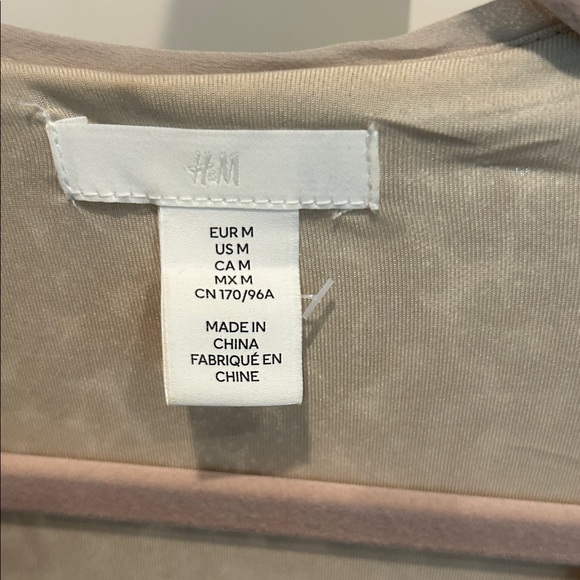 H&M
EUR M
US M
CA M
MX M
CN 170/96A
MADE IN
CHINA
FABRIQUÉ EN
CHINE